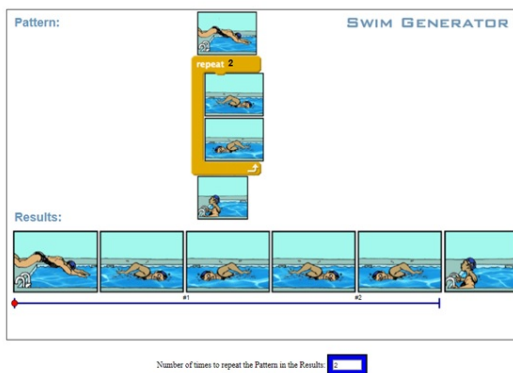 Pattern:
SWIM GENERATOR
repeat 2
Results:
#1 #2
Number of times to repeat the Pattern in the Results: 2